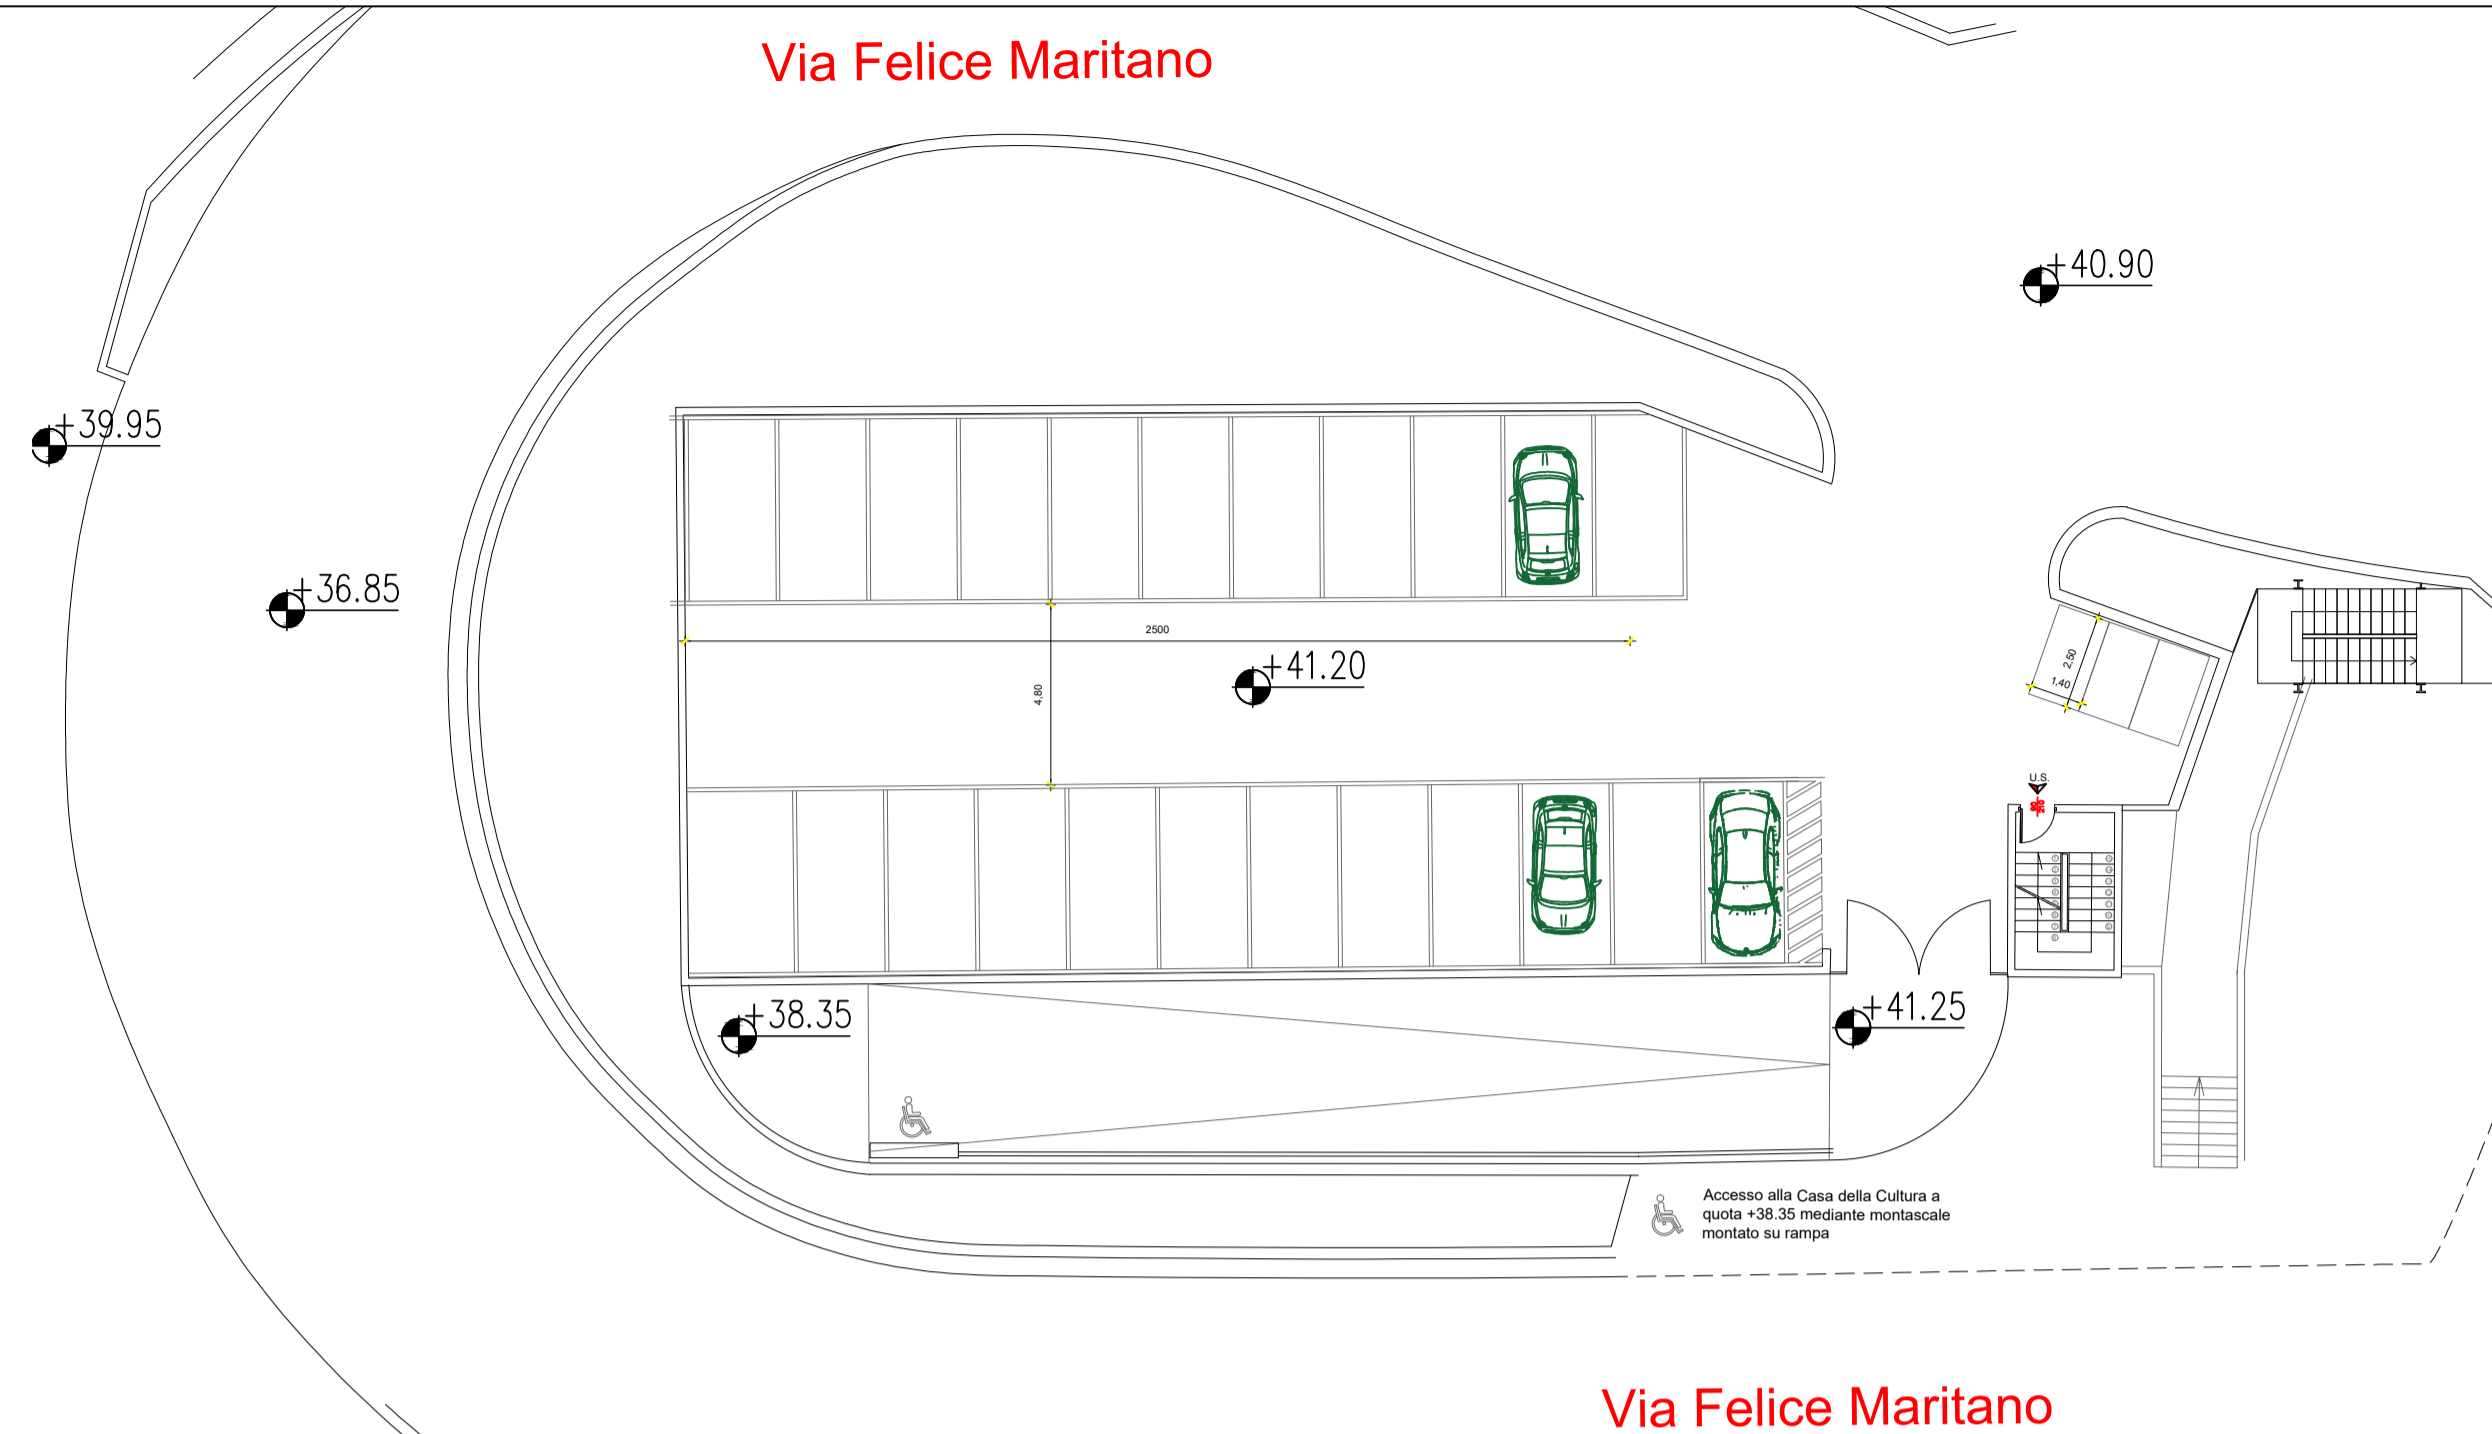 Via Felice Maritano
+40.90
+39.95
+36.85
2500
+41.20
4,80
2,50
1,40
U.S.
90
210
+38.35
+41.25
Accesso alla Casa della Cultura a
quota +38.35 mediante montascale
montato su rampa
Via Felice Maritano